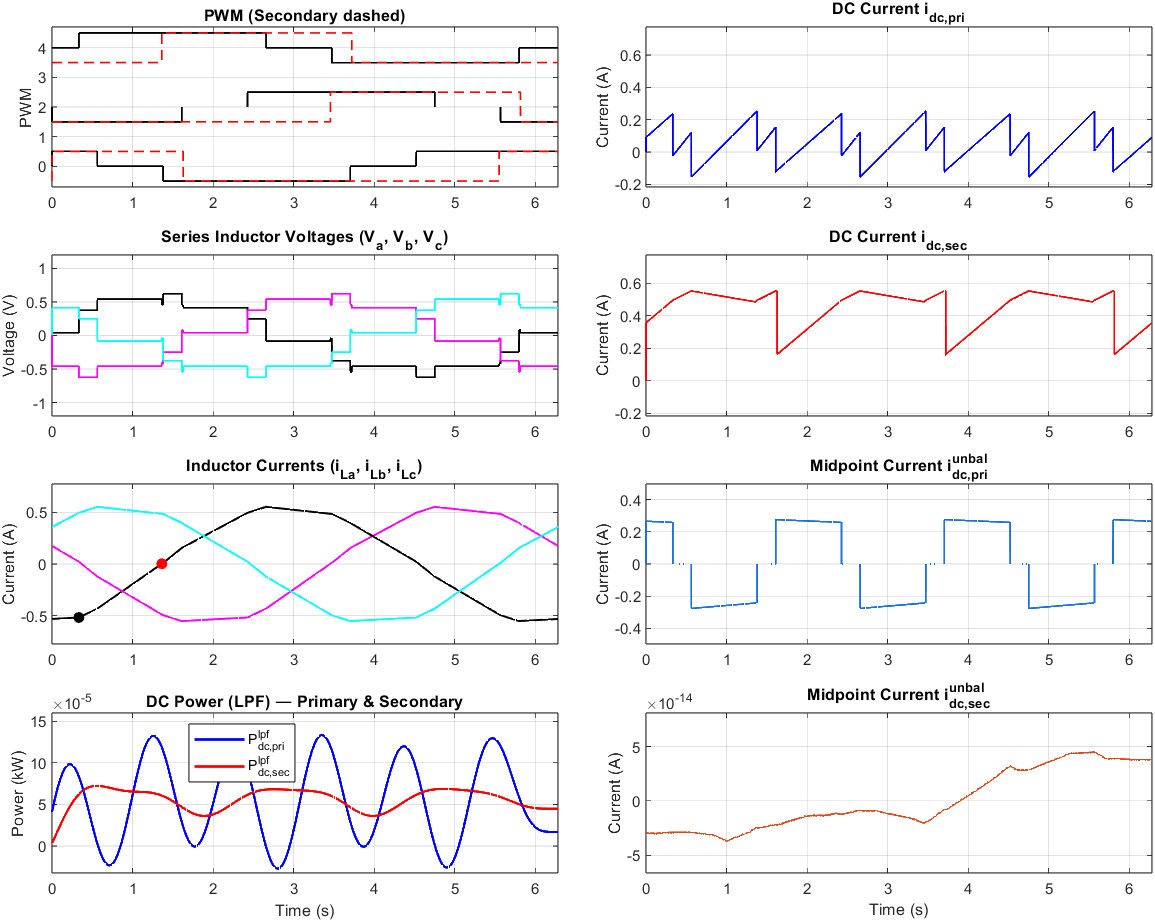 PWM (Secondary dashed)
4
3
2
1
0
PWM
0 1 2 3 4 5 6
DC Current i_dc,pri
0.6
0.4
0.2
0
-0.2
Current (A)
0 1 2 3 4 5 6
Series Inductor Voltages (V_a, V_b, V_c)
1
0.5
0
-0.5
-1
Voltage (V)
0 1 2 3 4 5 6
DC Current i_dc,sec
0.6
0.4
0.2
0
-0.2
Current (A)
0 1 2 3 4 5 6
Inductor Currents (i_La, i_Lb, i_Lc)
0.5
0
-0.5
Current (A)
0 1 2 3 4 5 6
Midpoint Current i^unbal_dc,pri
0.4
0.2
0
-0.2
-0.4
Current (A)
0 1 2 3 4 5 6
DC Power (LPF) — Primary & Secondary
×10^-5
15
10
5
0
Power (kW)
P^lpf_dc,pri
P^lpf_dc,sec
0 1 2 3 4 5 6
Time (s)
Midpoint Current i^unbal_dc,sec
×10^-14
5
0
-5
Current (A)
0 1 2 3 4 5 6
Time (s)